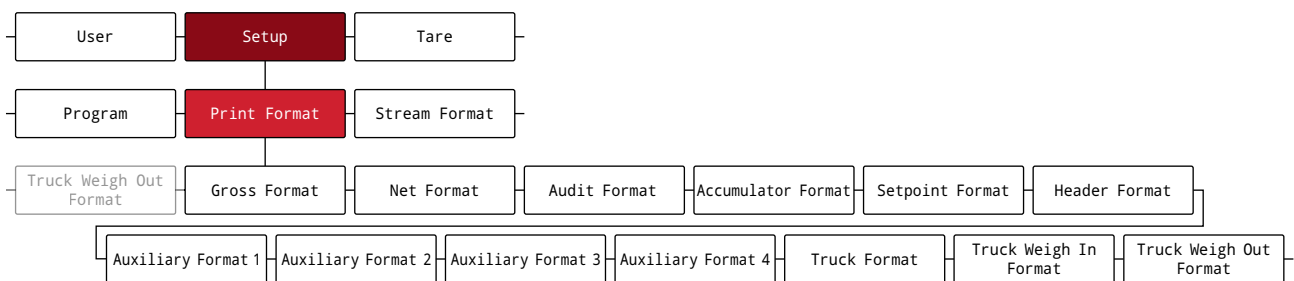 User
Setup
Tare
Program
Print Format
Stream Format
Truck Weigh Out
Format
Gross Format
Net Format
Audit Format
Accumulator Format
Setpoint Format
Header Format
Auxiliary Format 1
Auxiliary Format 2
Auxiliary Format 3
Auxiliary Format 4
Truck Format
Truck Weigh In
Format
Truck Weigh Out
Format